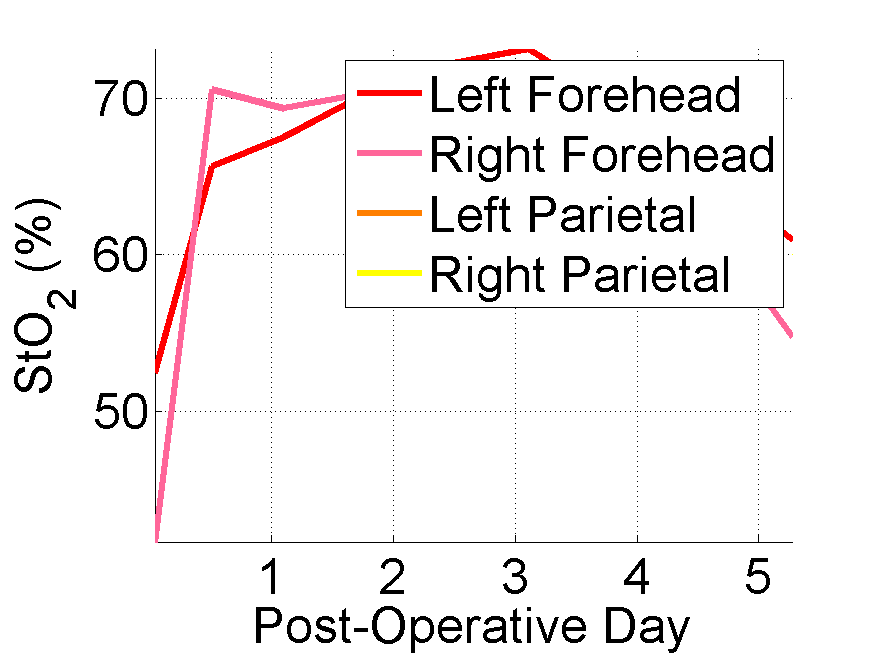 70
60
50
StO2 (%)
Left Forehead
Right Forehead
Left Parietal
Right Parietal
1 2 3 4 5
Post-Operative Day